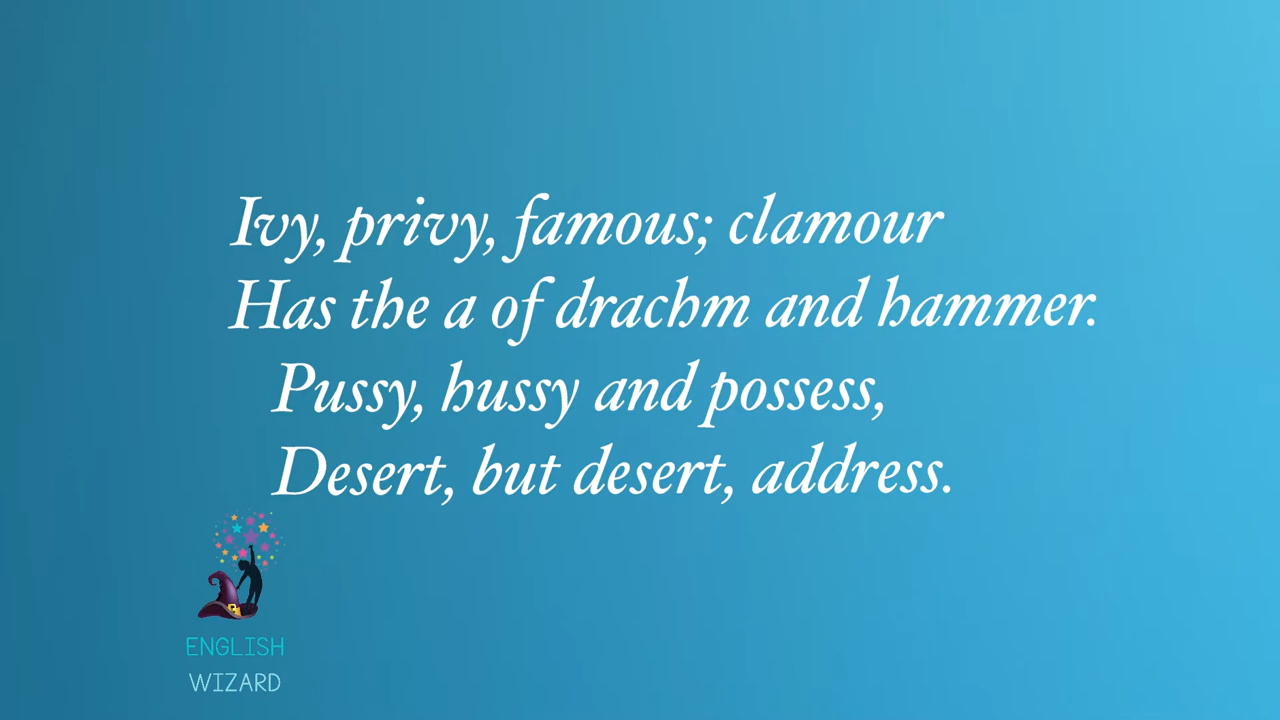 Ivy, privy, famous; clamour
Has the a of drachm and hammer.
Pussy, hussy and possess,
Desert, but desert, address.
ENGLISH
WIZARD